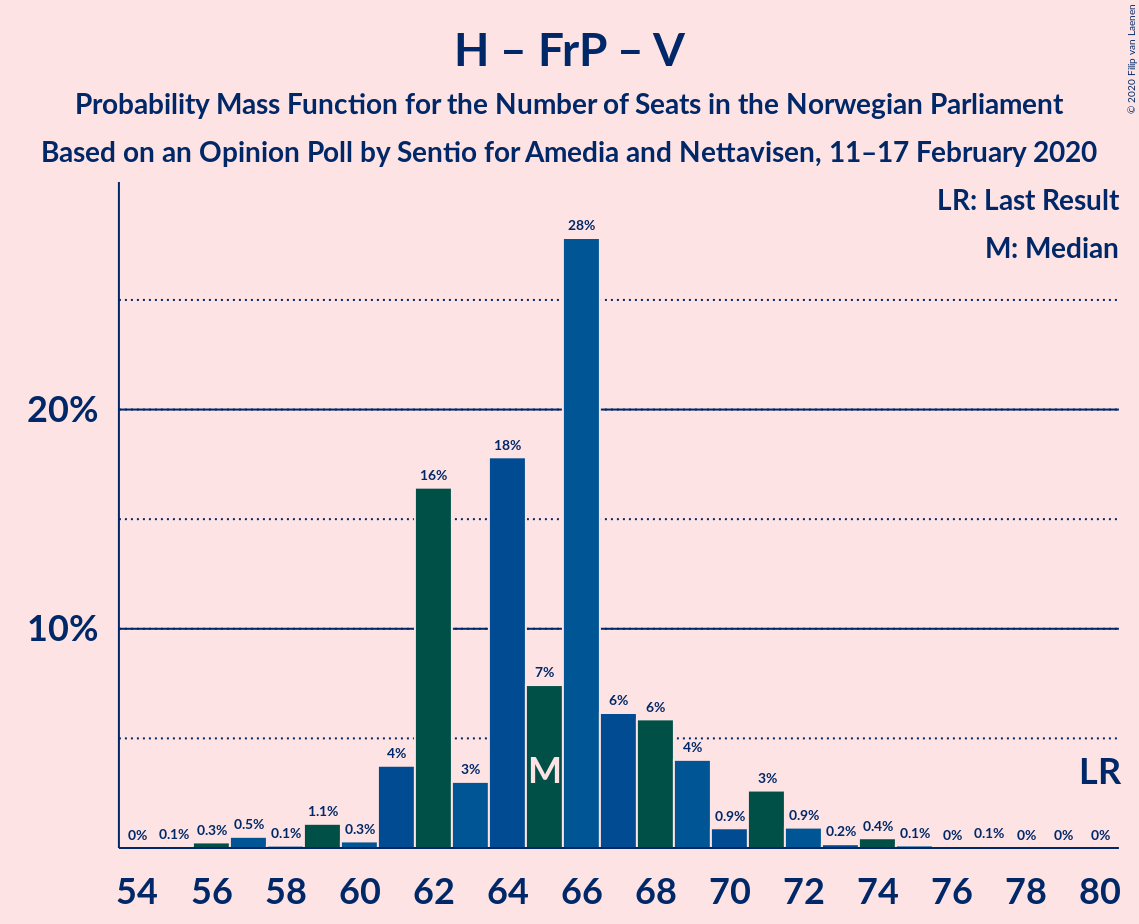 H – FrP – V
Probability Mass Function for the Number of Seats in the Norwegian Parliament
Based on an Opinion Poll by Sentio for Amedia and Nettavisen, 11–17 February 2020
© 2020 Filip van Laenen
LR: Last Result
M: Median
20%
10%
0% 0.1% 0.3% 0.5% 0.1% 1.1% 0.3% 4% 16% 3% 18% 7% 28% 6% 6% 4% 0.9% 3% 0.9% 0.2% 0.4% 0.1% 0% 0.1% 0% 0% 0%
M LR
54 56 58 60 62 64 66 68 70 72 74 76 78 80